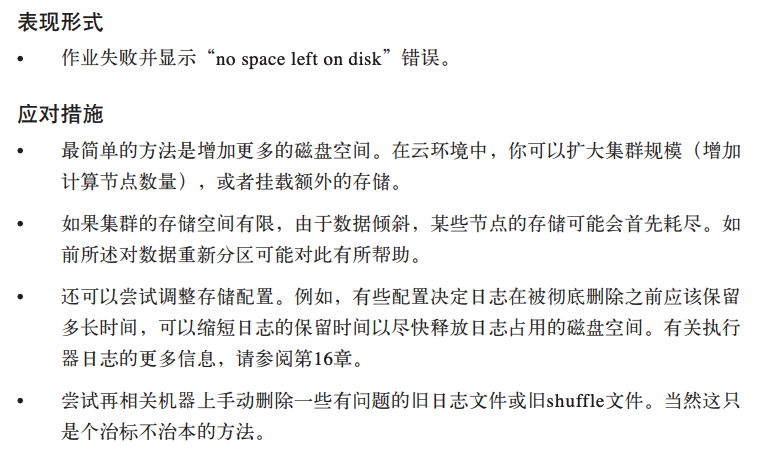 表现形式
• 作业失败并显示“no space left on disk”错误。
应对措施
• 最简单的方法是增加更多的磁盘空间。在云环境中，你可以扩大集群规模（增加
计算节点数量），或者挂载额外的存储。
• 如果集群的存储空间有限，由于数据倾斜，某些节点的存储可能会首先耗尽。如
前所述对数据重新分区可能对此有所帮助。
• 还可以尝试调整存储配置。例如，有些配置决定日志在被彻底删除之前应该保留
多长时间，可以缩短日志的保留时间以尽快释放日志占用的磁盘空间。有关执行
器日志的更多信息，请参阅第16章。
• 尝试再相关机器上手动删除一些有问题的旧日志文件或旧shuffle文件。当然这只
是个治标不治本的方法。